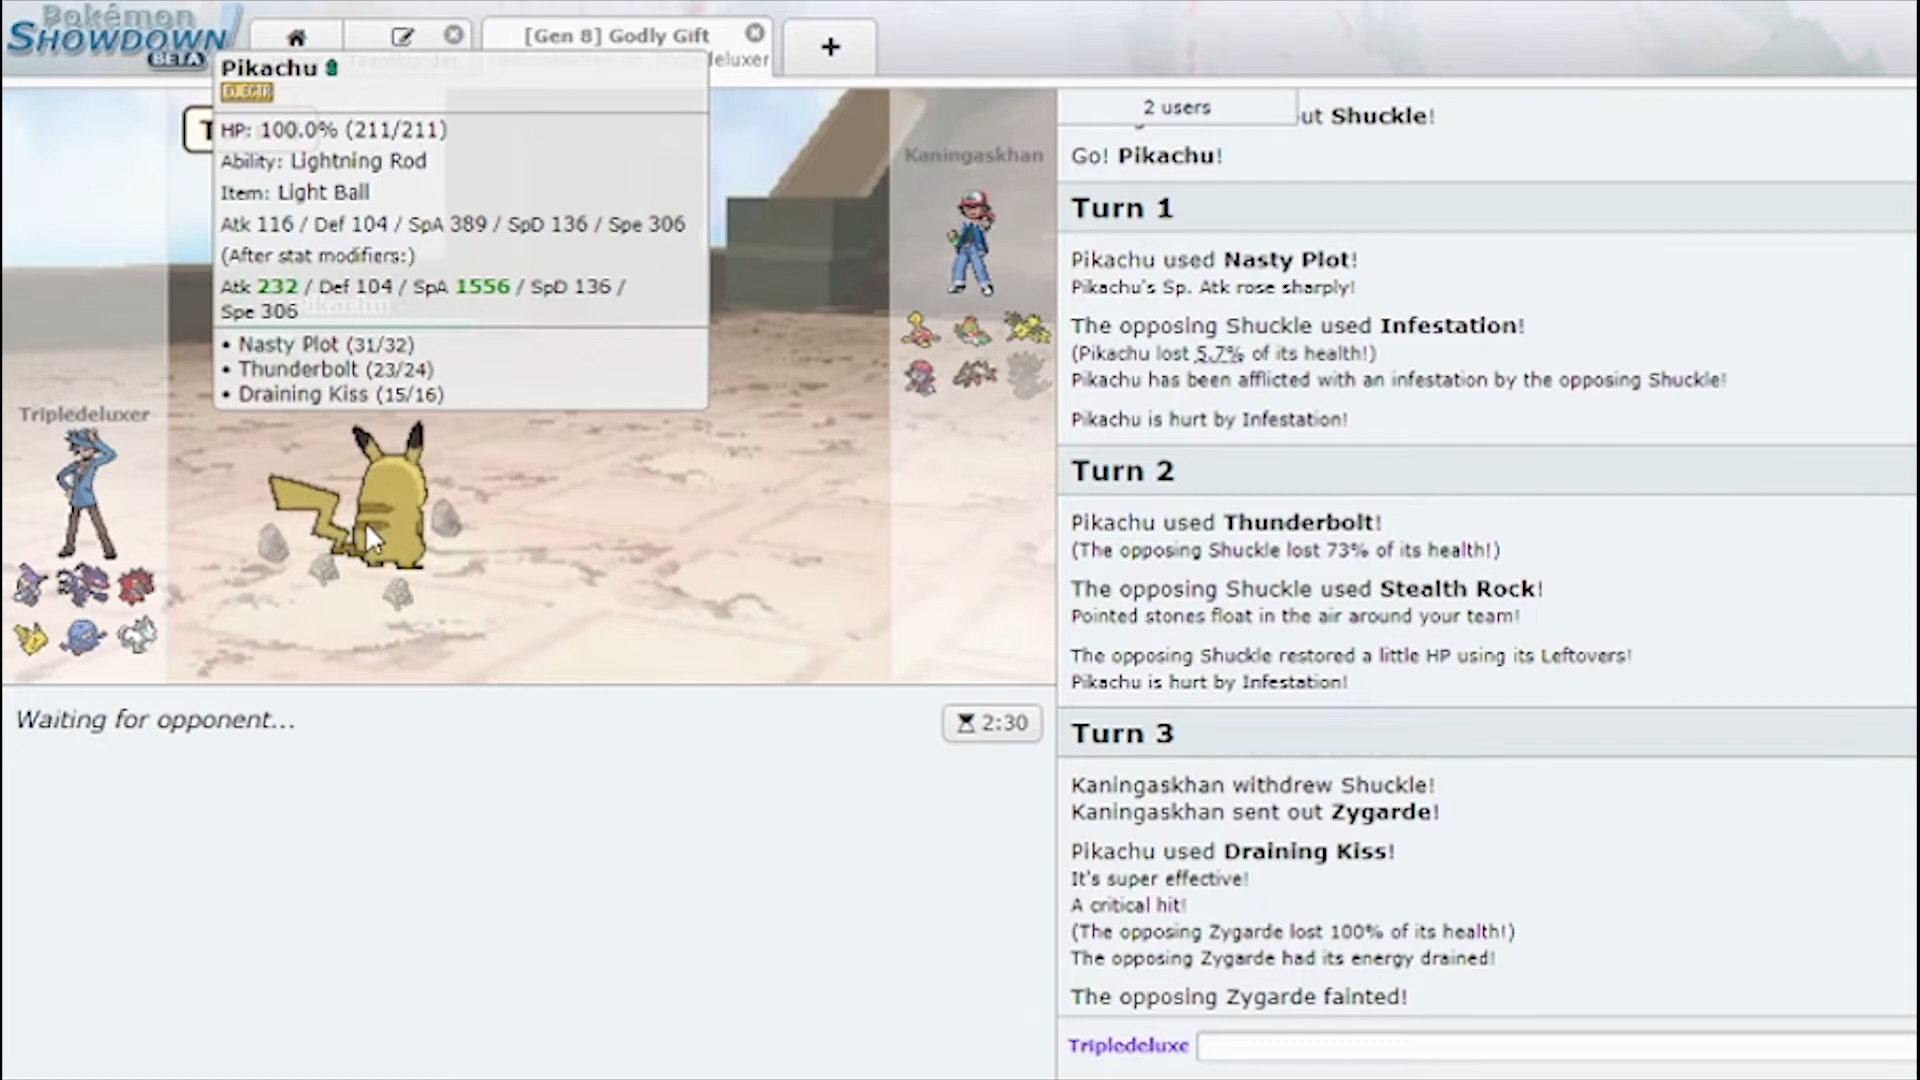 Pokémon
SHOWDOWN
BETA
[Gen 8] Godly Gift
deluxer
+
Pikachu
ELECTR
HP: 100.0% (211/211)
Ability: Lightning Rod
Item: Light Ball
Atk 116 / Def 104 / SpA 389 / SpD 136 / Spe 306
(After stat modifiers:)
Atk 232 / Def 104 / SpA 1556 / SpD 136 /
Spe 306
• Nasty Plot (31/32)
• Thunderbolt (23/24)
• Draining Kiss (15/16)
T
Tripledeluxer
Kaningaskhan
Waiting for opponent...
2:30
2 users
ut Shuckle!
Go! Pikachu!
Turn 1
Pikachu used Nasty Plot!
Pikachu's Sp. Atk rose sharply!
The opposing Shuckle used Infestation!
(Pikachu lost 5.7% of its health!)
Pikachu has been afflicted with an infestation by the opposing Shuckle!
Pikachu is hurt by Infestation!
Turn 2
Pikachu used Thunderbolt!
(The opposing Shuckle lost 73% of its health!)
The opposing Shuckle used Stealth Rock!
Pointed stones float in the air around your team!
The opposing Shuckle restored a little HP using its Leftovers!
Pikachu is hurt by Infestation!
Turn 3
Kaningaskhan withdrew Shuckle!
Kaningaskhan sent out Zygarde!
Pikachu used Draining Kiss!
It's super effective!
A critical hit!
(The opposing Zygarde lost 100% of its health!)
The opposing Zygarde had its energy drained!
The opposing Zygarde fainted!
Tripledeluxe